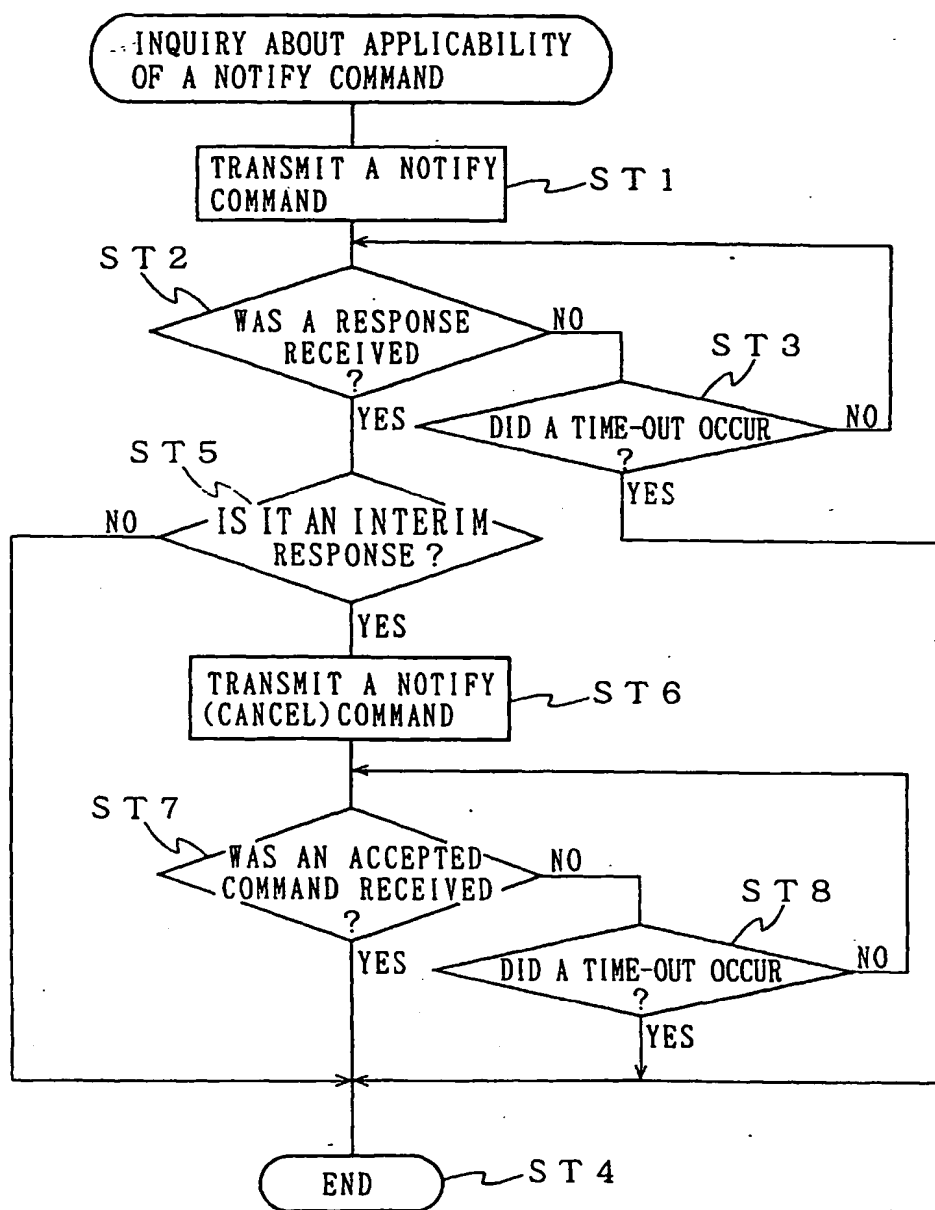 INQUIRY ABOUT APPLICABILITY
OF A NOTIFY COMMAND
TRANSMIT A NOTIFY
COMMAND
ST1
ST2
WAS A RESPONSE
RECEIVED
?
NO
YES
ST3
DID A TIME-OUT OCCUR
?
NO
YES
ST5
IS IT AN INTERIM
RESPONSE?
NO
YES
TRANSMIT A NOTIFY
(CANCEL) COMMAND
ST6
ST7
WAS AN ACCEPTED
COMMAND RECEIVED
?
NO
YES
ST8
DID A TIME-OUT OCCUR
?
NO
YES
END
ST4